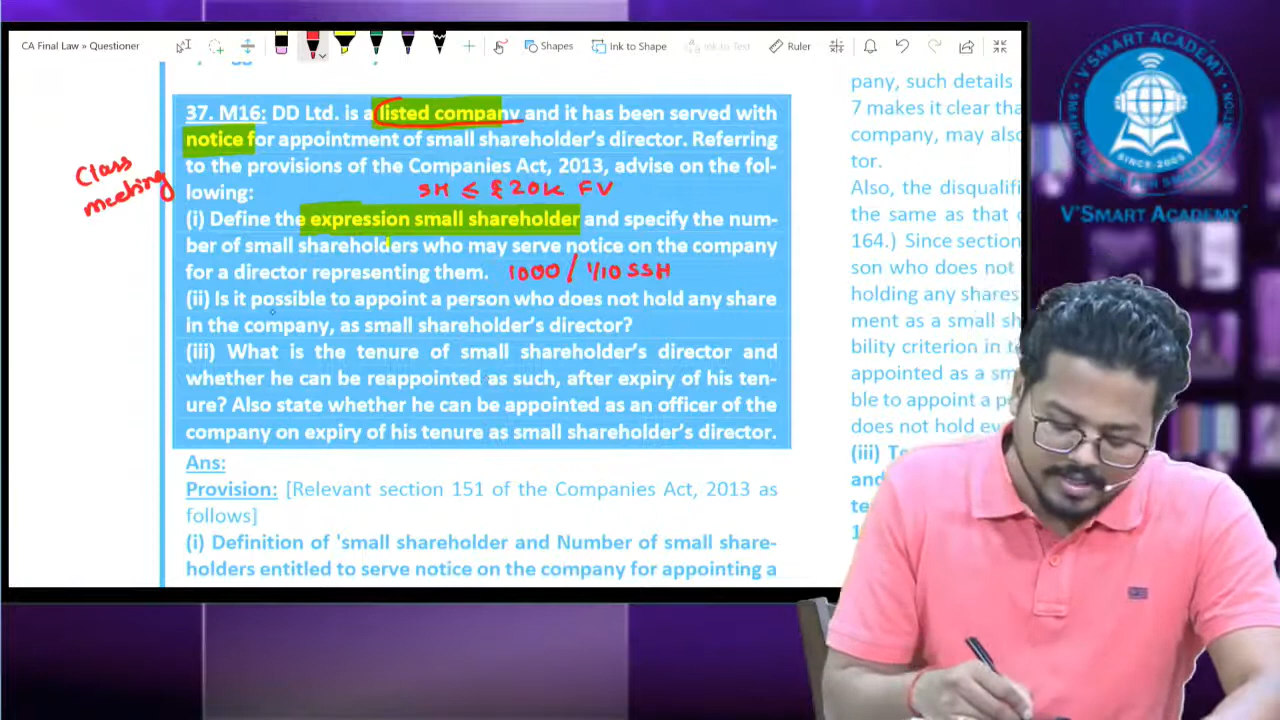 CA Final Law » Questioner
Shapes
Ink to Shape
Ink to Text
Ruler
37. M16: DD Ltd. is a listed company and it has been served with
notice for appointment of small shareholder's director. Referring
to the provisions of the Companies Act, 2013, advise on the fol-
lowing:
SH ≤ ₹ 20K FV
Class
meeting
(i) Define the expression small shareholder and specify the num-
ber of small shareholders who may serve notice on the company
for a director representing them. 1000 / 1/10 SSH
(ii) Is it possible to appoint a person who does not hold any share
in the company, as small shareholder's director?
(iii) What is the tenure of small shareholder's director and
whether he can be reappointed as such, after expiry of his ten-
ure? Also state whether he can be appointed as an officer of the
company on expiry of his tenure as small shareholder's director.
Ans:
Provision: [Relevant section 151 of the Companies Act, 2013 as
follows]
(i) Definition of 'small shareholder and Number of small share-
holders entitled to serve notice on the company for appointing a
pany, such details
7 makes it clear tha
company, may also
tor.
Also, the disqualif
the same as that
164.) Since section
son who does not
holding any shares
ment as a small sh
bility criterion in t
appointed as a sm
ble to appoint a p
does not hold ev
(iii) Te
and
te
1
V'SMART ACADEMY
SINCE 2005
V'SMART ACADEMY